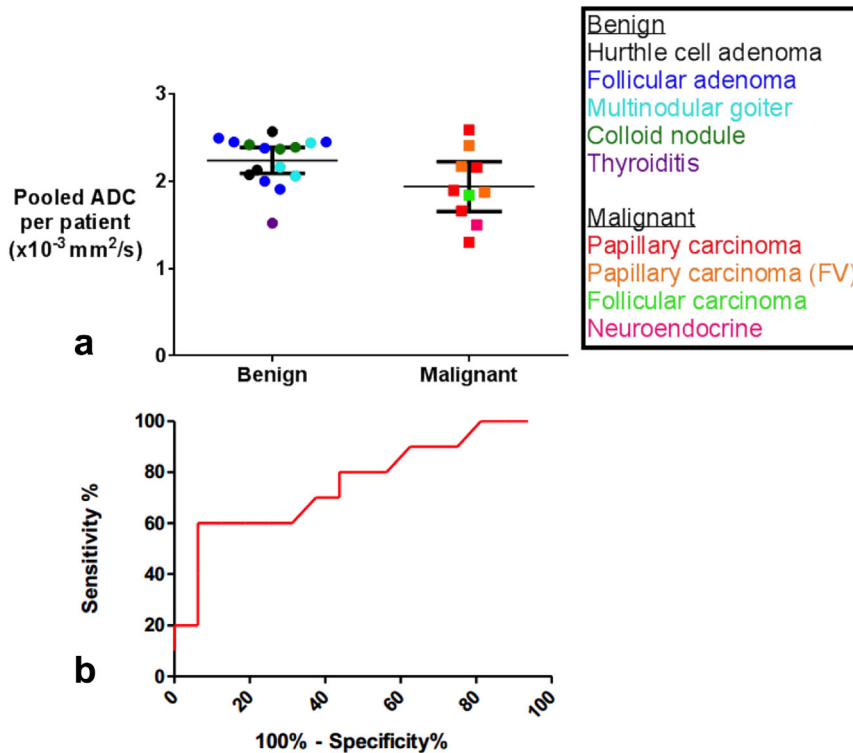 Benign
Hurthle cell adenoma
Follicular adenoma
Multinodular goiter
Colloid nodule
Thyroiditis
Malignant
Papillary carcinoma
Papillary carcinoma (FV)
Follicular carcinoma
Neuroendocrine
3
2
1
0
Pooled ADC
per patient
(x10⁻³ mm²/s)
a
Benign Malignant
100
80
60
40
20
0
Sensitivity %
b
0 20 40 60 80 100
100% - Specificity%